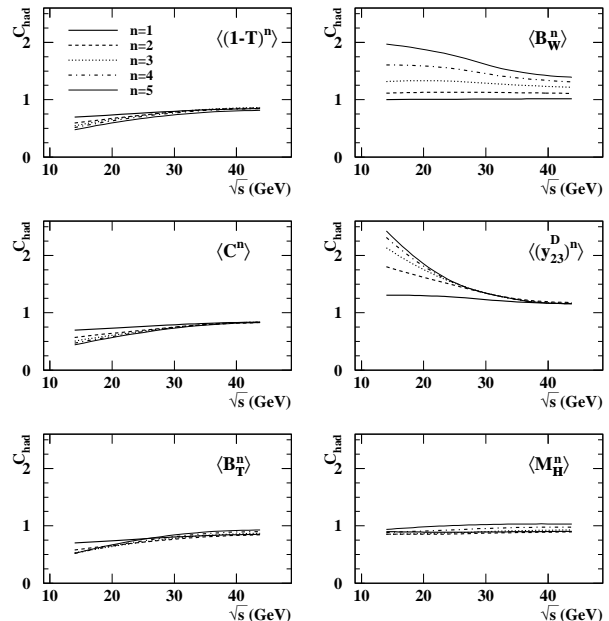 C_had
2
1
0
n=1
n=2
n=3
n=4
n=5
⟨(1-T)^n⟩
10 20 30 40
√s (GeV)
C_had
2
1
0
⟨B_W^n⟩
10 20 30 40
√s (GeV)
C_had
2
1
0
⟨C^n⟩
10 20 30 40
√s (GeV)
C_had
2
1
0
⟨(y_23^D)^n⟩
10 20 30 40
√s (GeV)
C_had
2
1
0
⟨B_T^n⟩
10 20 30 40
√s (GeV)
C_had
2
1
0
⟨M_H^n⟩
10 20 30 40
√s (GeV)